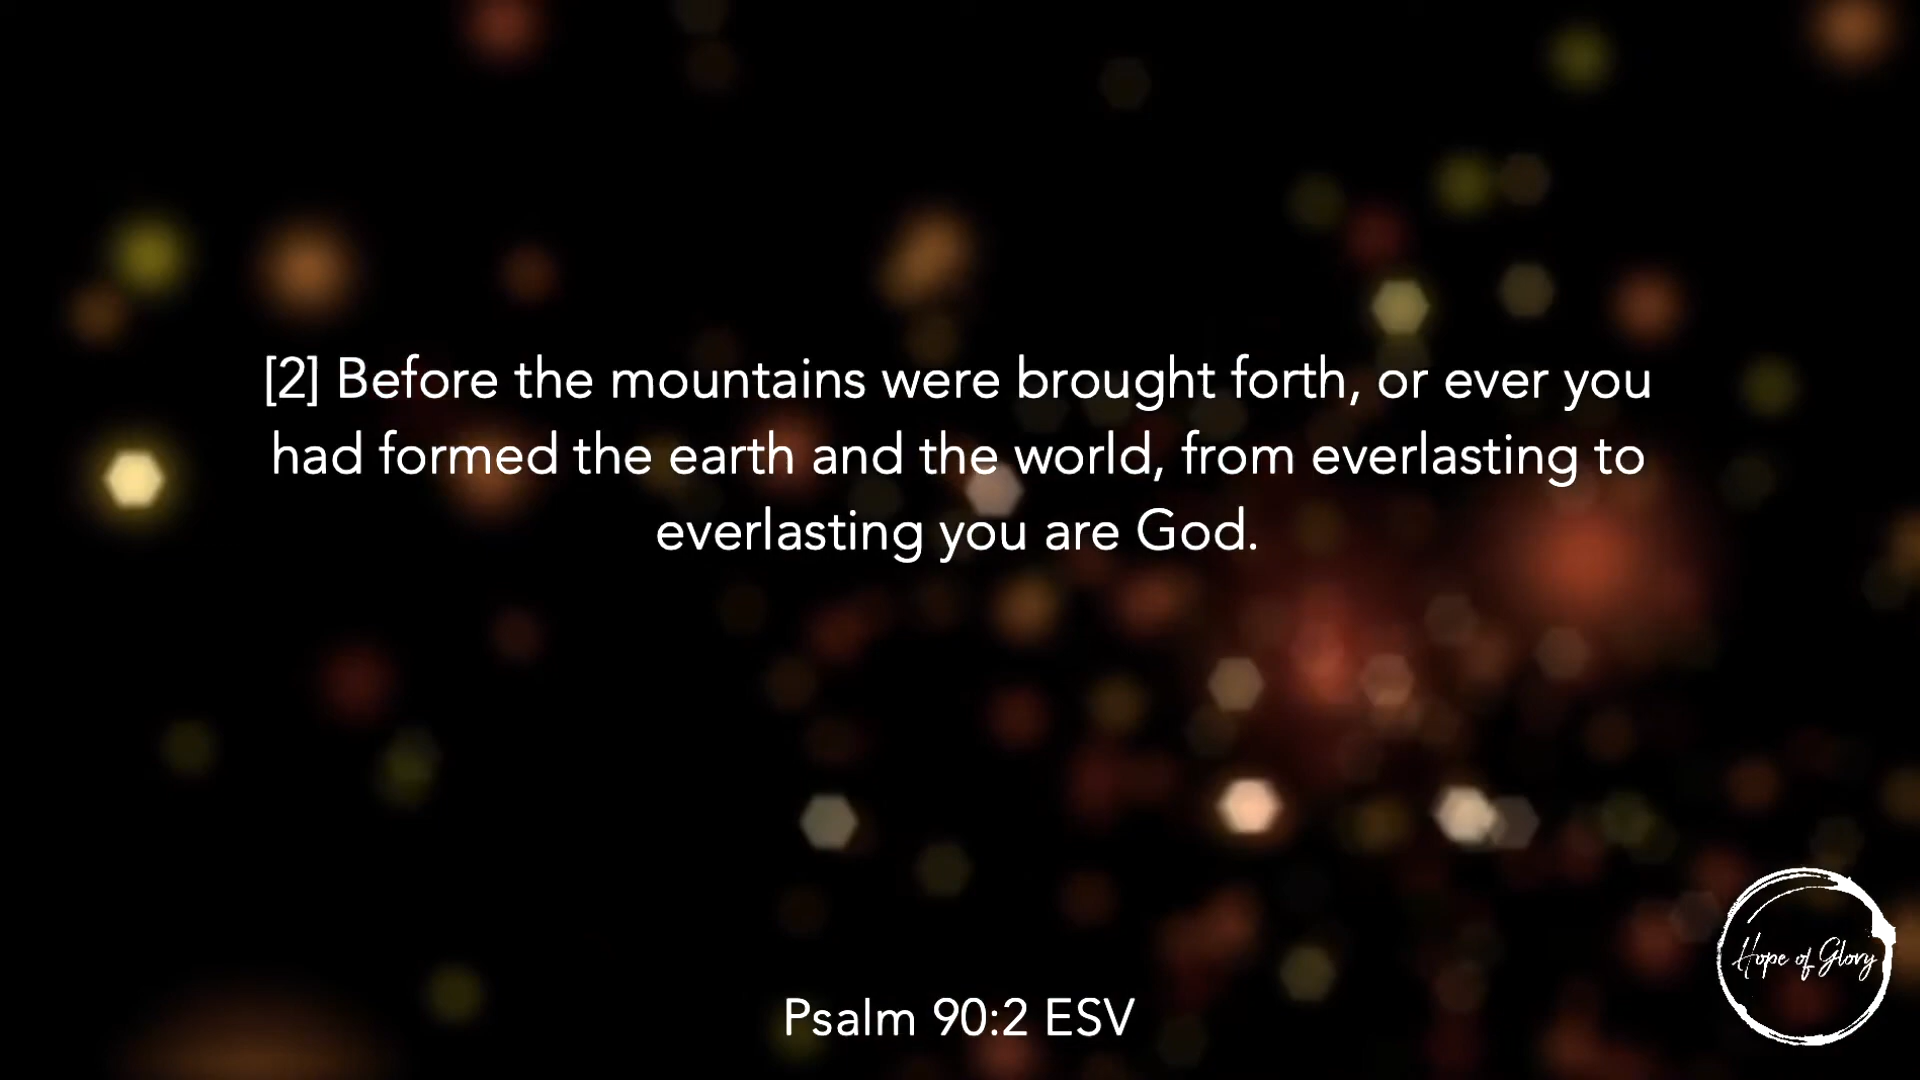 [2] Before the mountains were brought forth, or ever you
had formed the earth and the world, from everlasting to
everlasting you are God.
Hope of Glory
Psalm 90:2 ESV